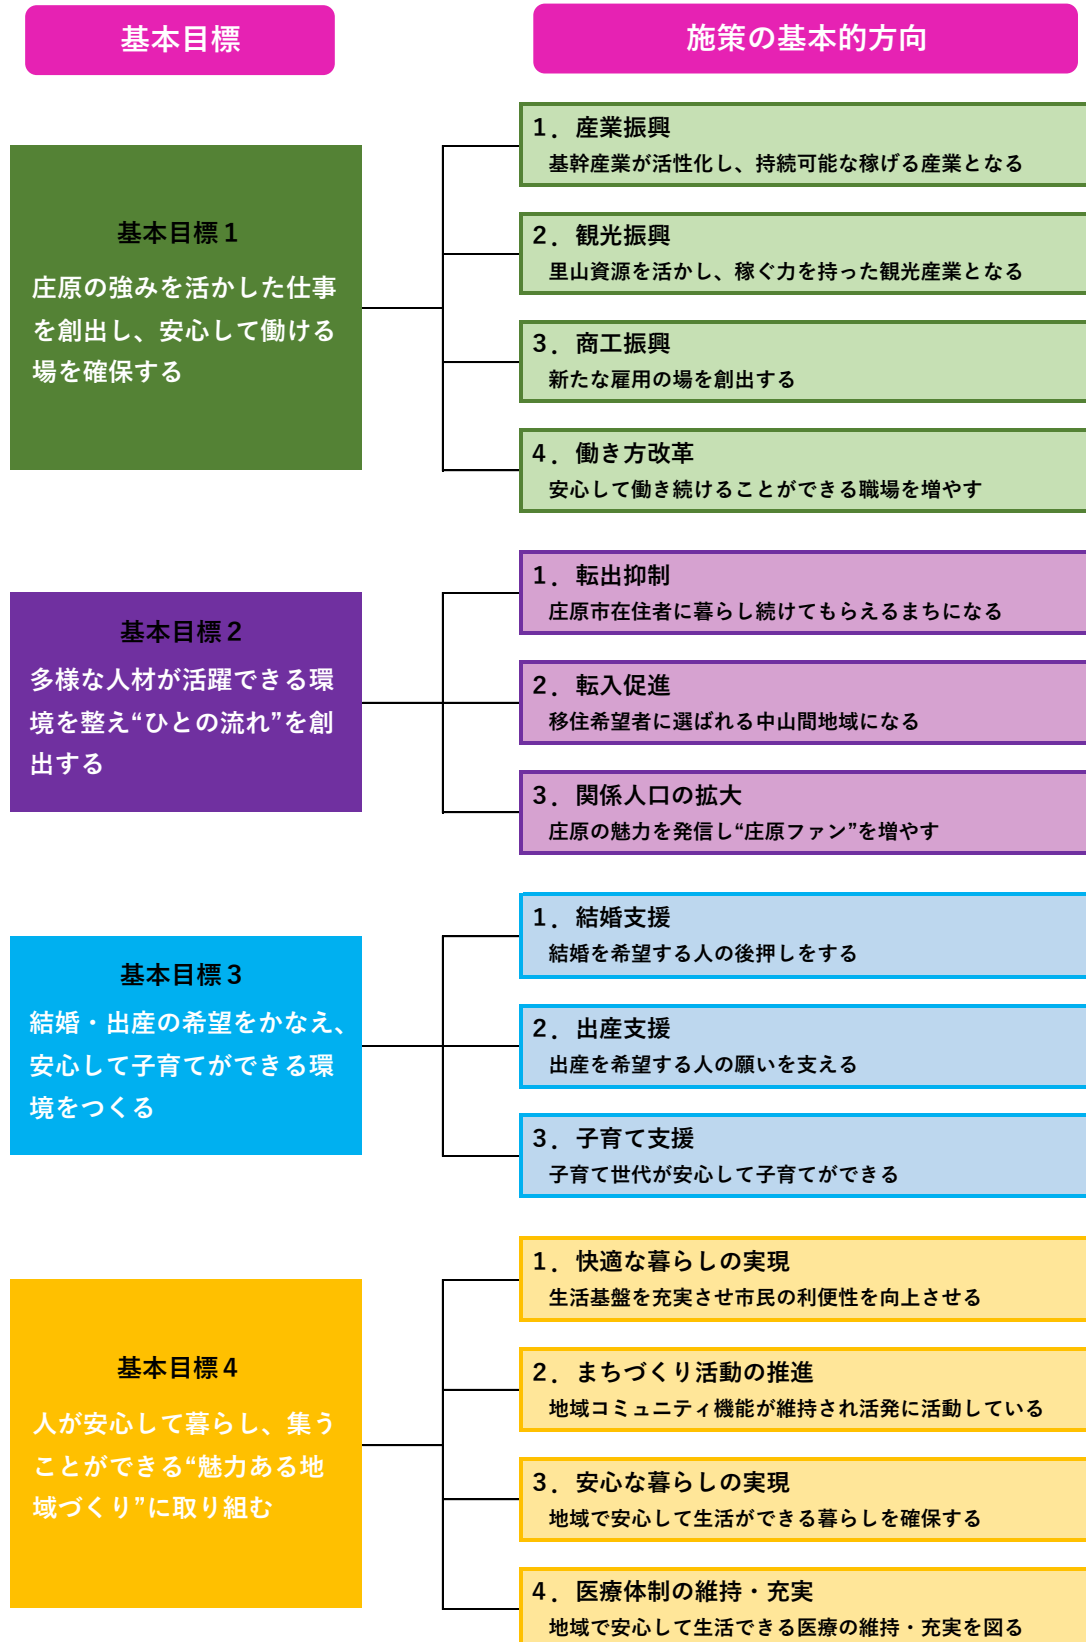 基本目標
施策の基本的方向
基本目標１
庄原の強みを活かした仕事
を創出し、安心して働ける
場を確保する
１．産業振興
基幹産業が活性化し、持続可能な稼げる産業となる
２．観光振興
里山資源を活かし、稼ぐ力を持った観光産業となる
３．商工振興
新たな雇用の場を創出する
４．働き方改革
安心して働き続けることができる職場を増やす
基本目標２
多様な人材が活躍できる環
境を整え“ひとの流れ”を創
出する
１．転出抑制
庄原市在住者に暮らし続けてもらえるまちになる
２．転入促進
移住希望者に選ばれる中山間地域になる
３．関係人口の拡大
庄原の魅力を発信し“庄原ファン”を増やす
基本目標３
結婚・出産の希望をかなえ、
安心して子育てができる環
境をつくる
１．結婚支援
結婚を希望する人の後押しをする
２．出産支援
出産を希望する人の願いを支える
３．子育て支援
子育て世代が安心して子育てができる
基本目標４
人が安心して暮らし、集う
ことができる“魅力ある地
域づくり”に取り組む
１．快適な暮らしの実現
生活基盤を充実させ市民の利便性を向上させる
２．まちづくり活動の推進
地域コミュニティ機能が維持され活発に活動している
３．安心な暮らしの実現
地域で安心して生活ができる暮らしを確保する
４．医療体制の維持・充実
地域で安心して生活できる医療の維持・充実を図る